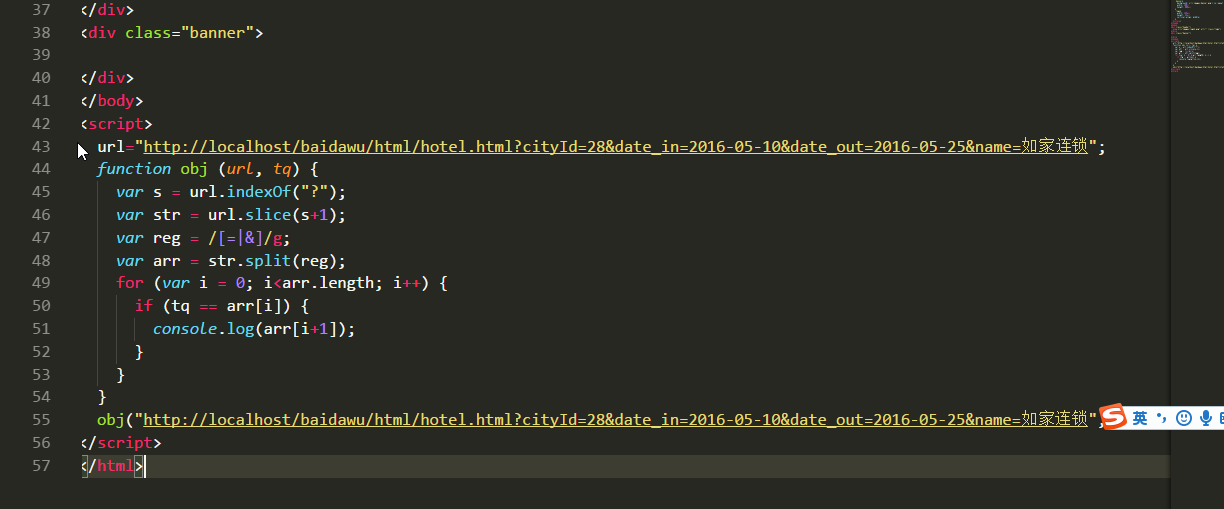 37 </div>
38 <div class="banner">
39
40 </div>
41 </body>
42 <script>
43 url="http://localhost/baidawu/html/hotel.html?cityId=28&date_in=2016-05-10&date_out=2016-05-25&name=如家连锁";
44 function obj (url, tq) {
45 var s = url.indexOf("?");
46 var str = url.slice(s+1);
47 var reg = /[=|&]/g;
48 var arr = str.split(reg);
49 for (var i = 0; i<arr.length; i++) {
50 if (tq == arr[i]) {
51 console.log(arr[i+1]);
52 }
53 }
54 }
55 obj("http://localhost/baidawu/html/hotel.html?cityId=28&date_in=2016-05-10&date_out=2016-05-25&name=如家连锁"
英
56 </script>
57 </html>